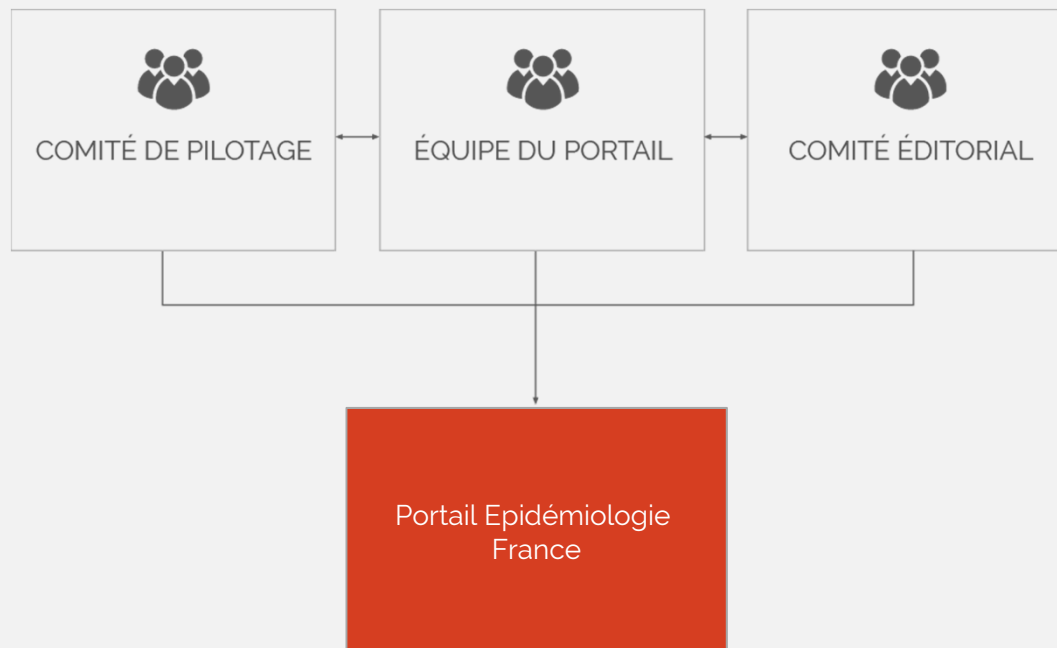 COMITÉ DE PILOTAGE
ÉQUIPE DU PORTAIL
COMITÉ ÉDITORIAL
Portail Epidémiologie
France